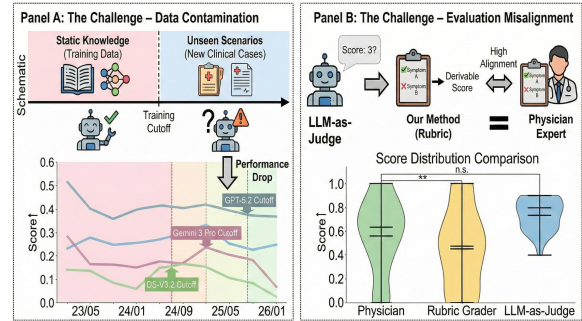 Panel A: The Challenge – Data Contamination
Schematic
Static Knowledge
(Training Data)
Unseen Scenarios
(New Clinical Cases)
?
Training
Cutoff
Performance
Drop
Score↑
0.6
0.5
0.4
0.3
0.2
0.1
0.0
GPT-5.2 Cutoff
Gemini 3 Pro Cutoff
DS-V3.2 Cutoff
23/05
24/01
24/09
25/05
26/01
Panel B: The Challenge – Evaluation Misalignment
Score: 3?
LLM-as-
Judge
Symptom
A
Symptom
B
Derivable
Score
Our Method
(Rubric)
High
Alignment
=
Symptom
A
Symptom
B
Physician
Expert
Score Distribution Comparison
n.s.
**
Score↑
1.0
0.8
0.6
0.4
0.2
0.0
Physician
Rubric Grader
LLM-as-Judge